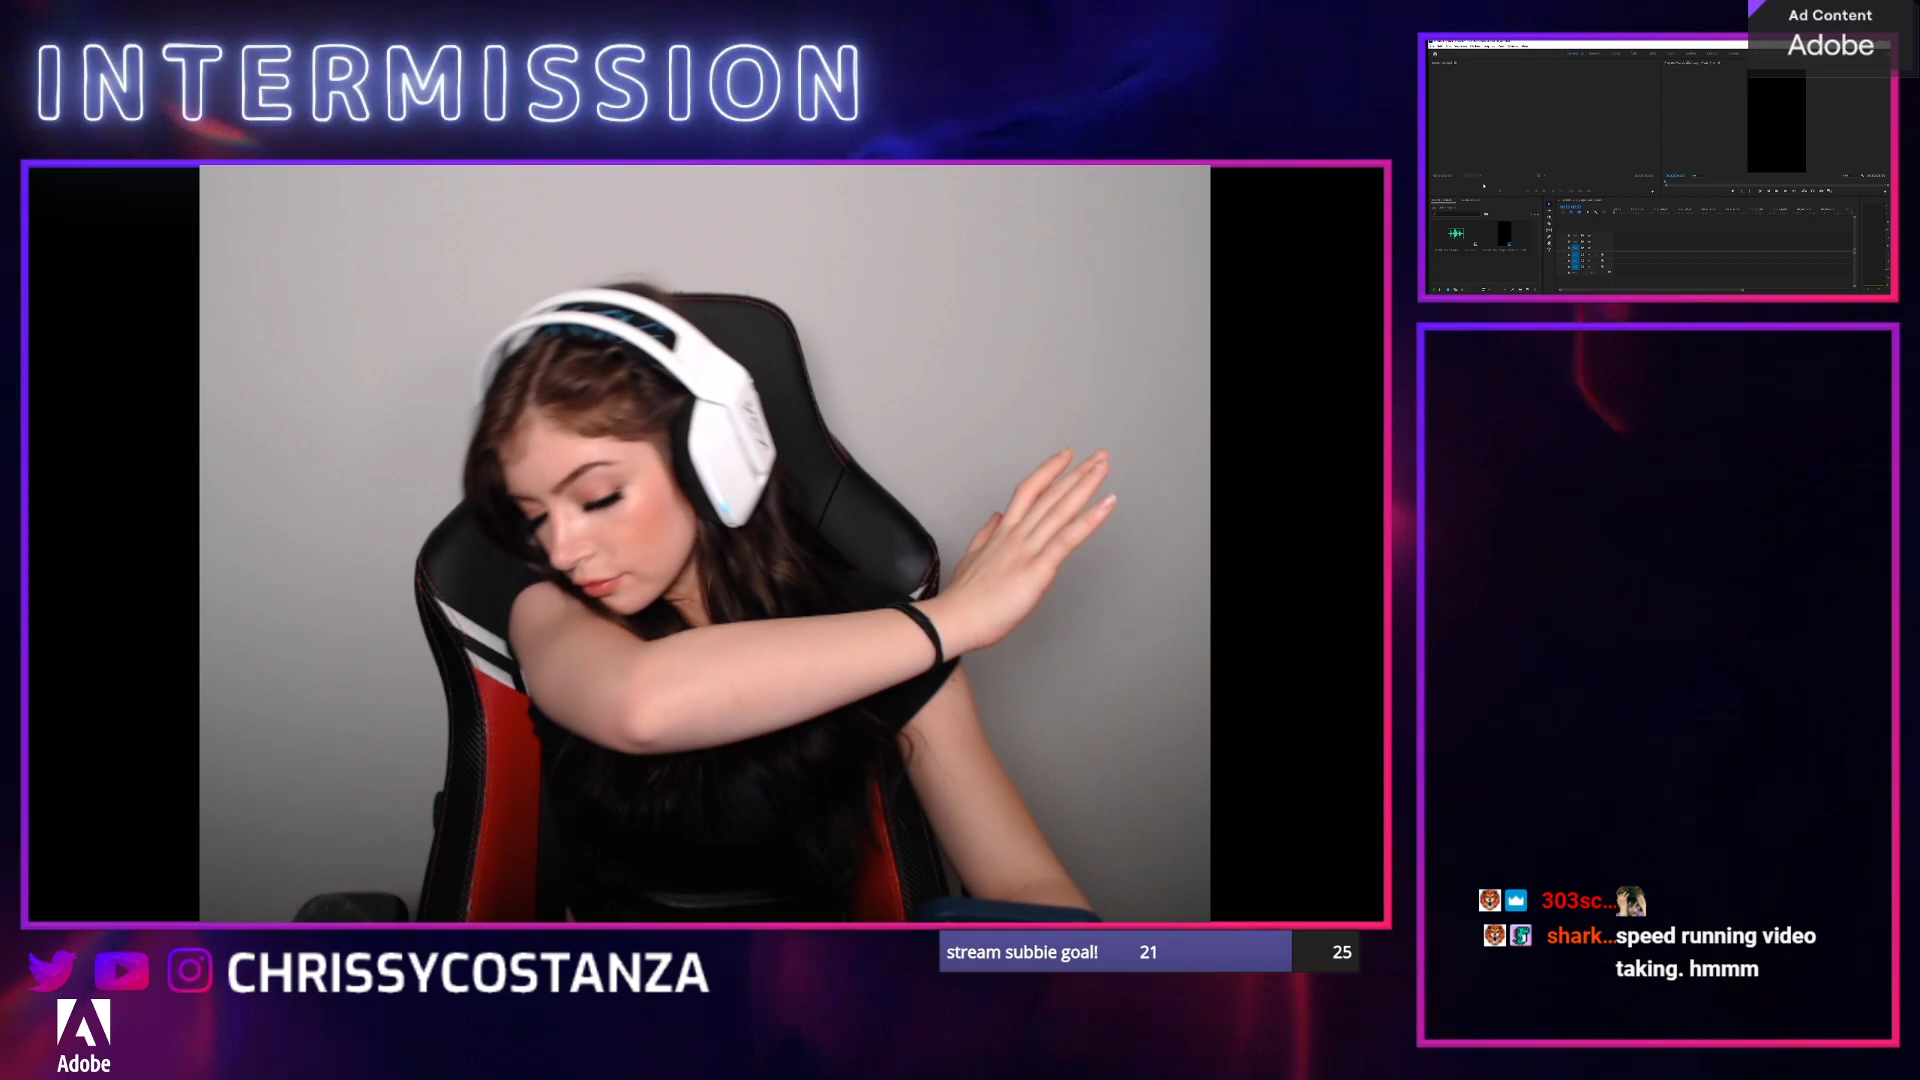 INTERMISSION
Ad Content
Adobe
303sc...
shark...speed running video
taking. hmmm
stream subbie goal! 21 25
CHRISSYCOSTANZA
Adobe